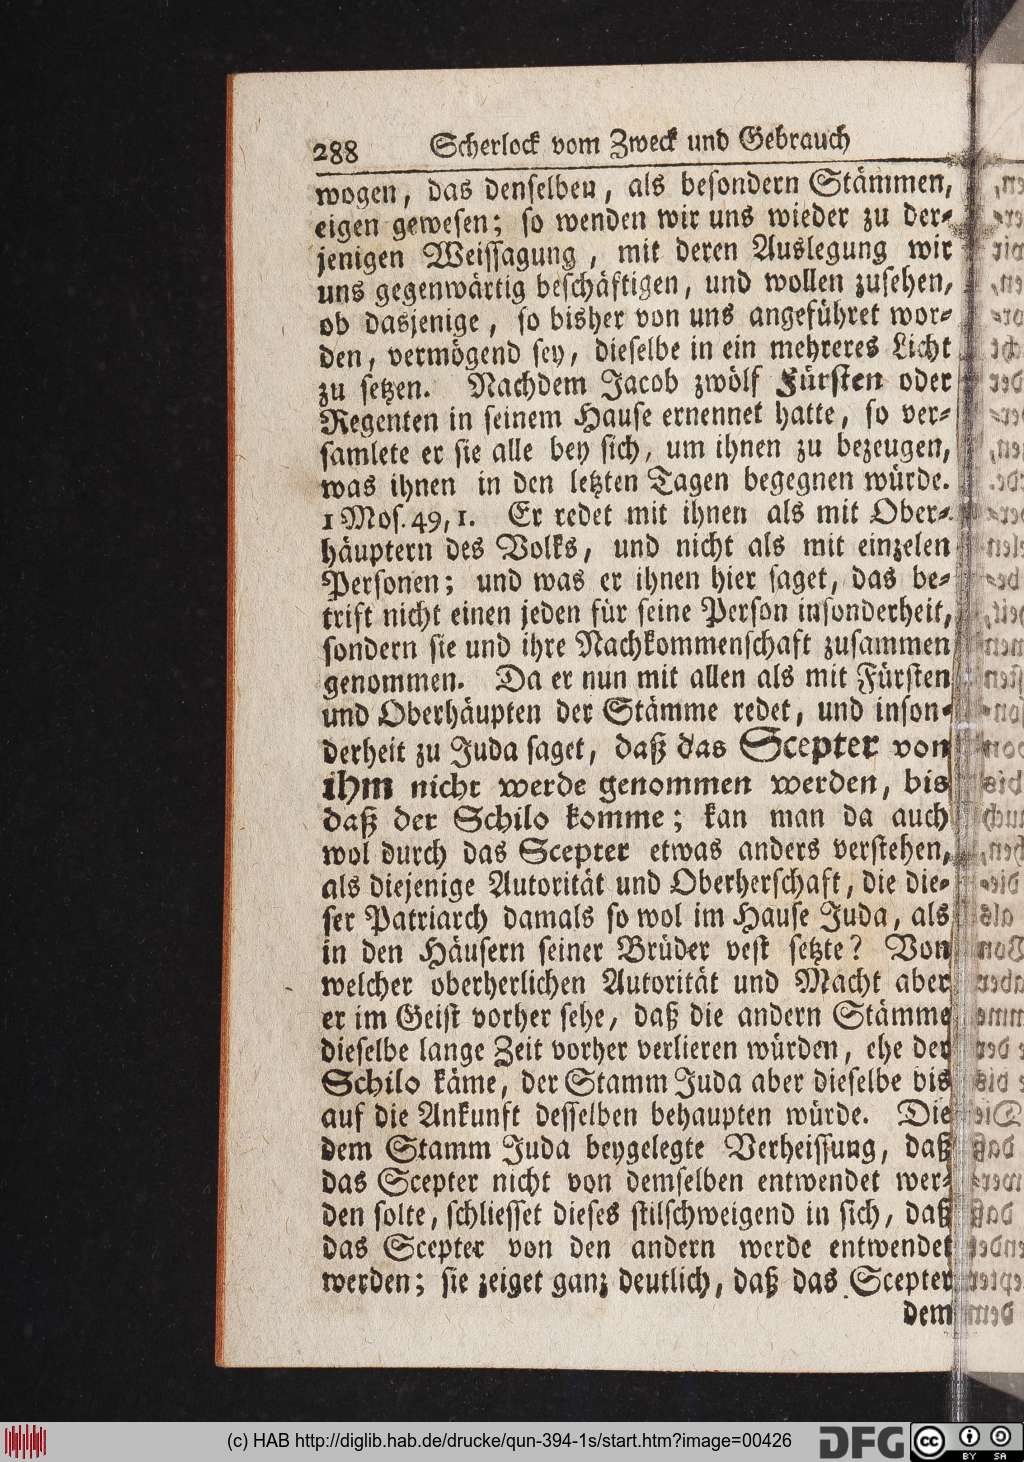 288 Scherlock vom Zweck und Gebrauch
wogen, das denselben, als besondern Stämmen,
eigen gewesen; so wenden wir uns wieder zu der-
jenigen Weissagung, mit deren Auslegung wir
uns gegenwärtig beschäftigen, und wollen zusehen,
ob dasjenige, so bisher von uns angeführet wor-
den, vermögend sey, dieselbe in ein mehreres Licht
zu setzen. Nachdem Jacob zwölf Fürsten oder
Regenten in seinem Hause ernennet hatte, so ver-
samlete er sie alle bey sich, um ihnen zu bezeugen,
was ihnen in den letzten Tagen begegnen würde.
1 Mos. 49, 1. Er redet mit ihnen als mit Ober-
häuptern des Volks, und nicht als mit einzelen
Personen; und was er ihnen hier saget, das be-
trift nicht einen jeden für seine Person insonderheit,
sondern sie und ihre Nachkommenschaft zusammen
genommen. Da er nun mit allen als mit Fürsten
und Oberhäupten der Stämme redet, und inson-
derheit zu Juda saget, daß das Scepter von
ihm nicht werde genommen werden, bis
daß der Schilo komme; kan man da auch
wol durch das Scepter etwas anders verstehen,
als diejenige Autorität und Oberherschaft, die die-
ser Patriarch damals so wol im Hause Juda, als
in den Häusern seiner Brüder vest setzte? Von
welcher oberherlichen Autorität und Macht aber
er im Geist vorher sehe, daß die andern Stämme
dieselbe lange Zeit vorher verlieren würden, ehe der
Schilo käme, der Stamm Juda aber dieselbe bis
auf die Ankunft desselben behaupten würde. Die
dem Stamm Juda beygelegte Verheissung, daß
das Scepter nicht von demselben entwendet wer-
den solte, schliesset dieses stilschweigend in sich, daß
das Scepter von den andern werde entwendet
werden; sie zeiget ganz deutlich, daß das Scepter
dem
(c) HAB http://diglib.hab.de/drucke/qun-394-1s/start.htm?image=00426
DFG
cc BY SA